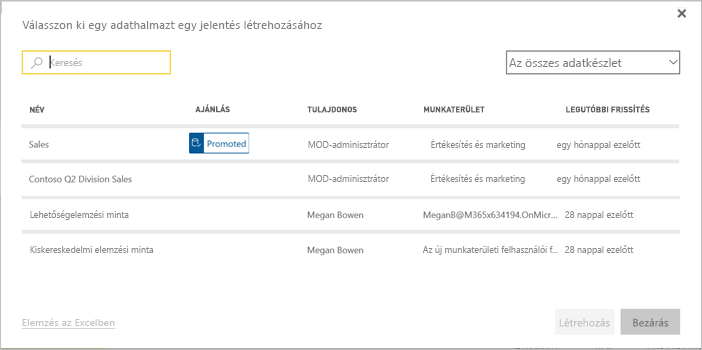 Válasszon ki egy adathalmazt egy jelentés létrehozásához
Keresés
Az összes adatkészlet
NÉV AJÁNLÁS TULAJDONOS MUNKATERÜLET LEGUTÓBBI FRISSÍTÉS
Sales Promoted MOD-adminisztrátor Értékesítés és marketing egy hónappal ezelőtt
Contoso Q2 Division Sales MOD-adminisztrátor Értékesítés és marketing egy hónappal ezelőtt
Lehetőségelemzési minta Megan Bowen MeganB@M365x634194.OnMicr... 28 nappal ezelőtt
Kiskereskedelmi elemzési minta Megan Bowen Az új munkaterületi felhasználói f... 28 nappal ezelőtt
Elemzés az Excelben
Létrehozás Bezárás